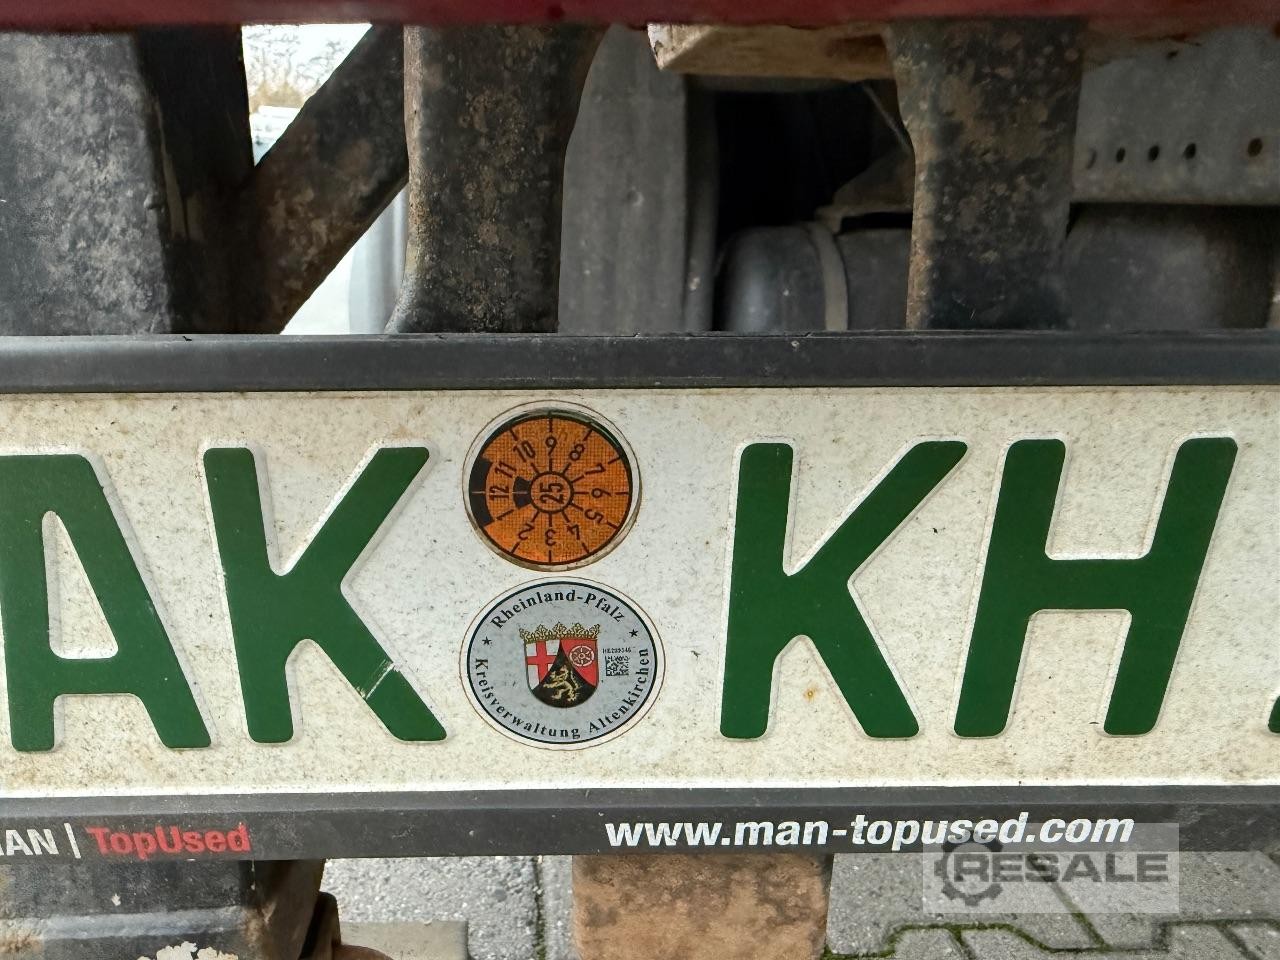 AK KH
9
10 8
11 7
12 25 6
5
2 3 4
Rheinland-Pfalz
Kreisverwaltung Altenkirchen
TopUsed
www.man-topused.com
RESALE